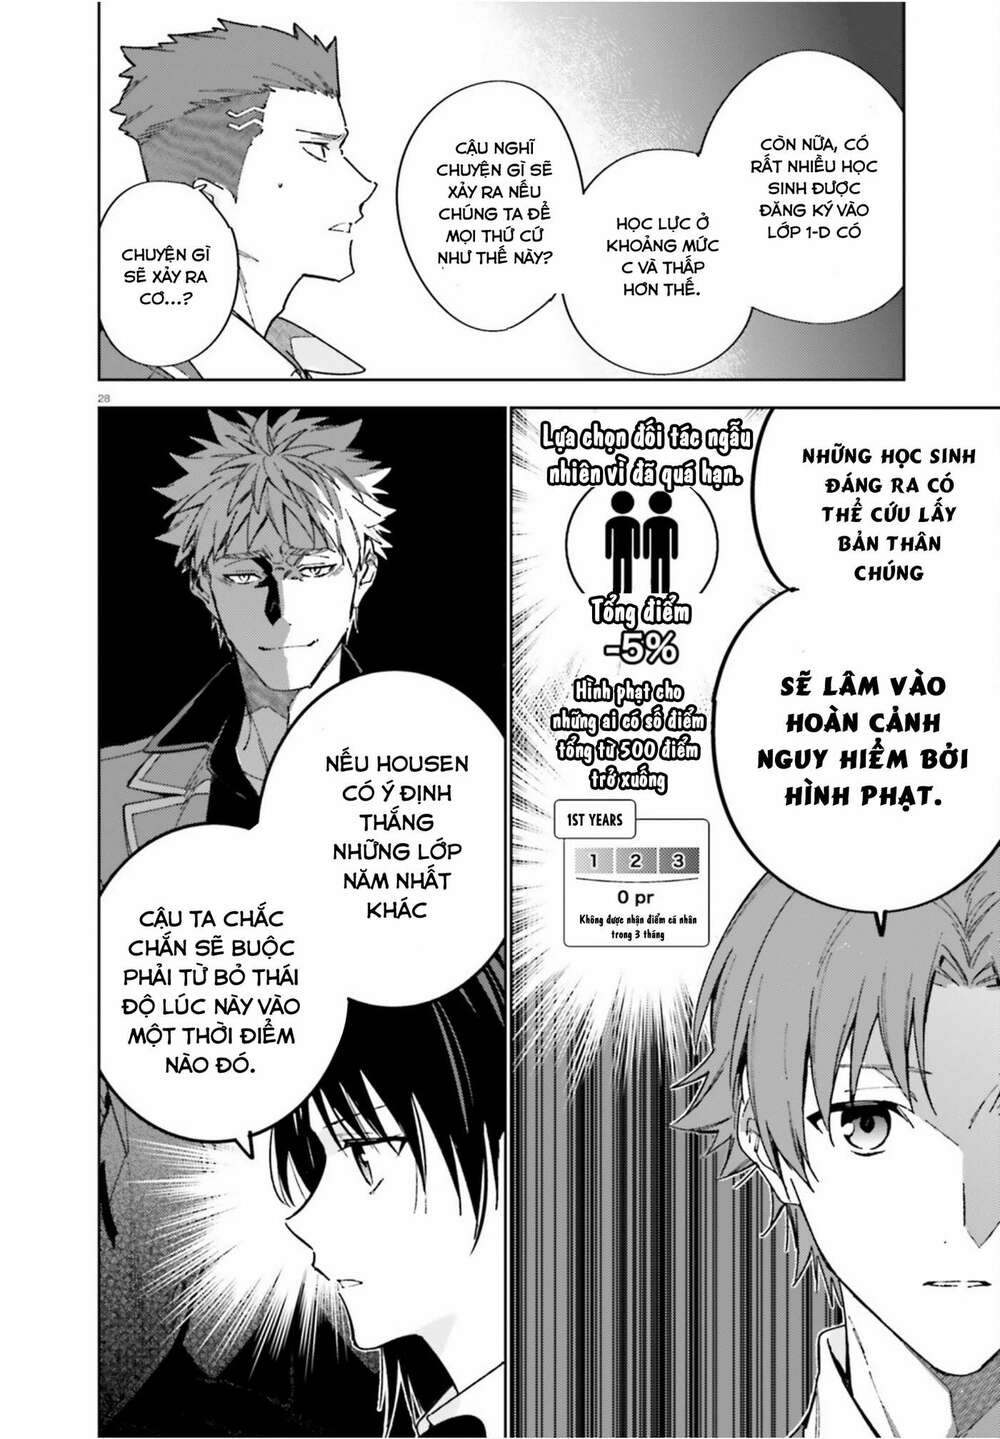 CÒN NỮA, CÓ
RẤT NHIỀU HỌC
SINH ĐƯỢC
ĐĂNG KÝ VÀO
LỚP 1-D CÓ
HỌC LỰC Ở
KHOẢNG MỨC
C VÀ THẤP
HƠN THẾ.
CẬU NGHĨ
CHUYỆN GÌ SẼ
XẢY RA NẾU
CHÚNG TA ĐỂ
MỌI THỨ CỨ
NHƯ THẾ NÀY?
CHUYỆN GÌ
SẼ XẢY RA
CƠ...?
28
NHỮNG HỌC SINH
ĐÁNG RA CÓ
THỂ CỨU LẤY
BẢN THÂN
CHÚNG
SẼ LÂM VÀO
HOÀN CẢNH
NGUY HIỂM BỞI
HÌNH PHẠT.
Lựa chọn đối tác ngẫu
nhiên vì đã quá hạn.
Tổng điểm
-5%
Hình phạt cho
những ai có số điểm
tổng từ 500 điểm
trở xuống
1ST YEARS
1 2 3
0 pr
Không được nhận điểm cá nhân
trong 3 tháng
NẾU HOUSEN
CÓ Ý ĐỊNH
THẮNG
NHỮNG LỚP
NĂM NHẤT
KHÁC
CẬU TA CHẮC
CHẮN SẼ BUỘC
PHẢI TỪ BỎ THÁI
ĐỘ LÚC NÀY VÀO
MỘT THỜI ĐIỂM
NÀO ĐÓ.